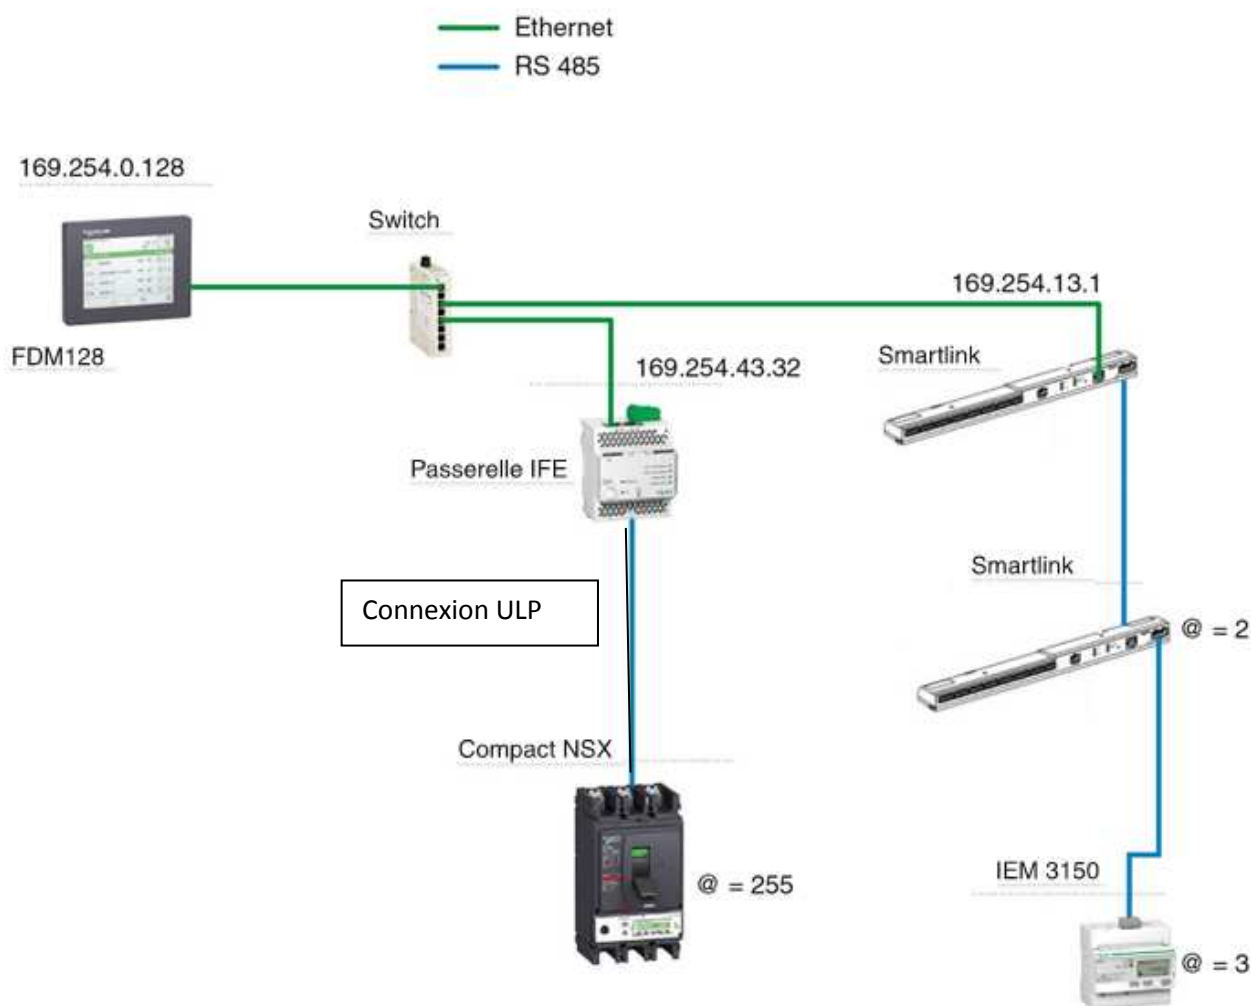 Ethernet
RS 485
169.254.0.128
Switch
169.254.13.1
FDM128
Smartlink
169.254.43.32
Passerelle IFE
Smartlink
Connexion ULP
@ = 2
Compact NSX
@ = 255
IEM 3150
@ = 3